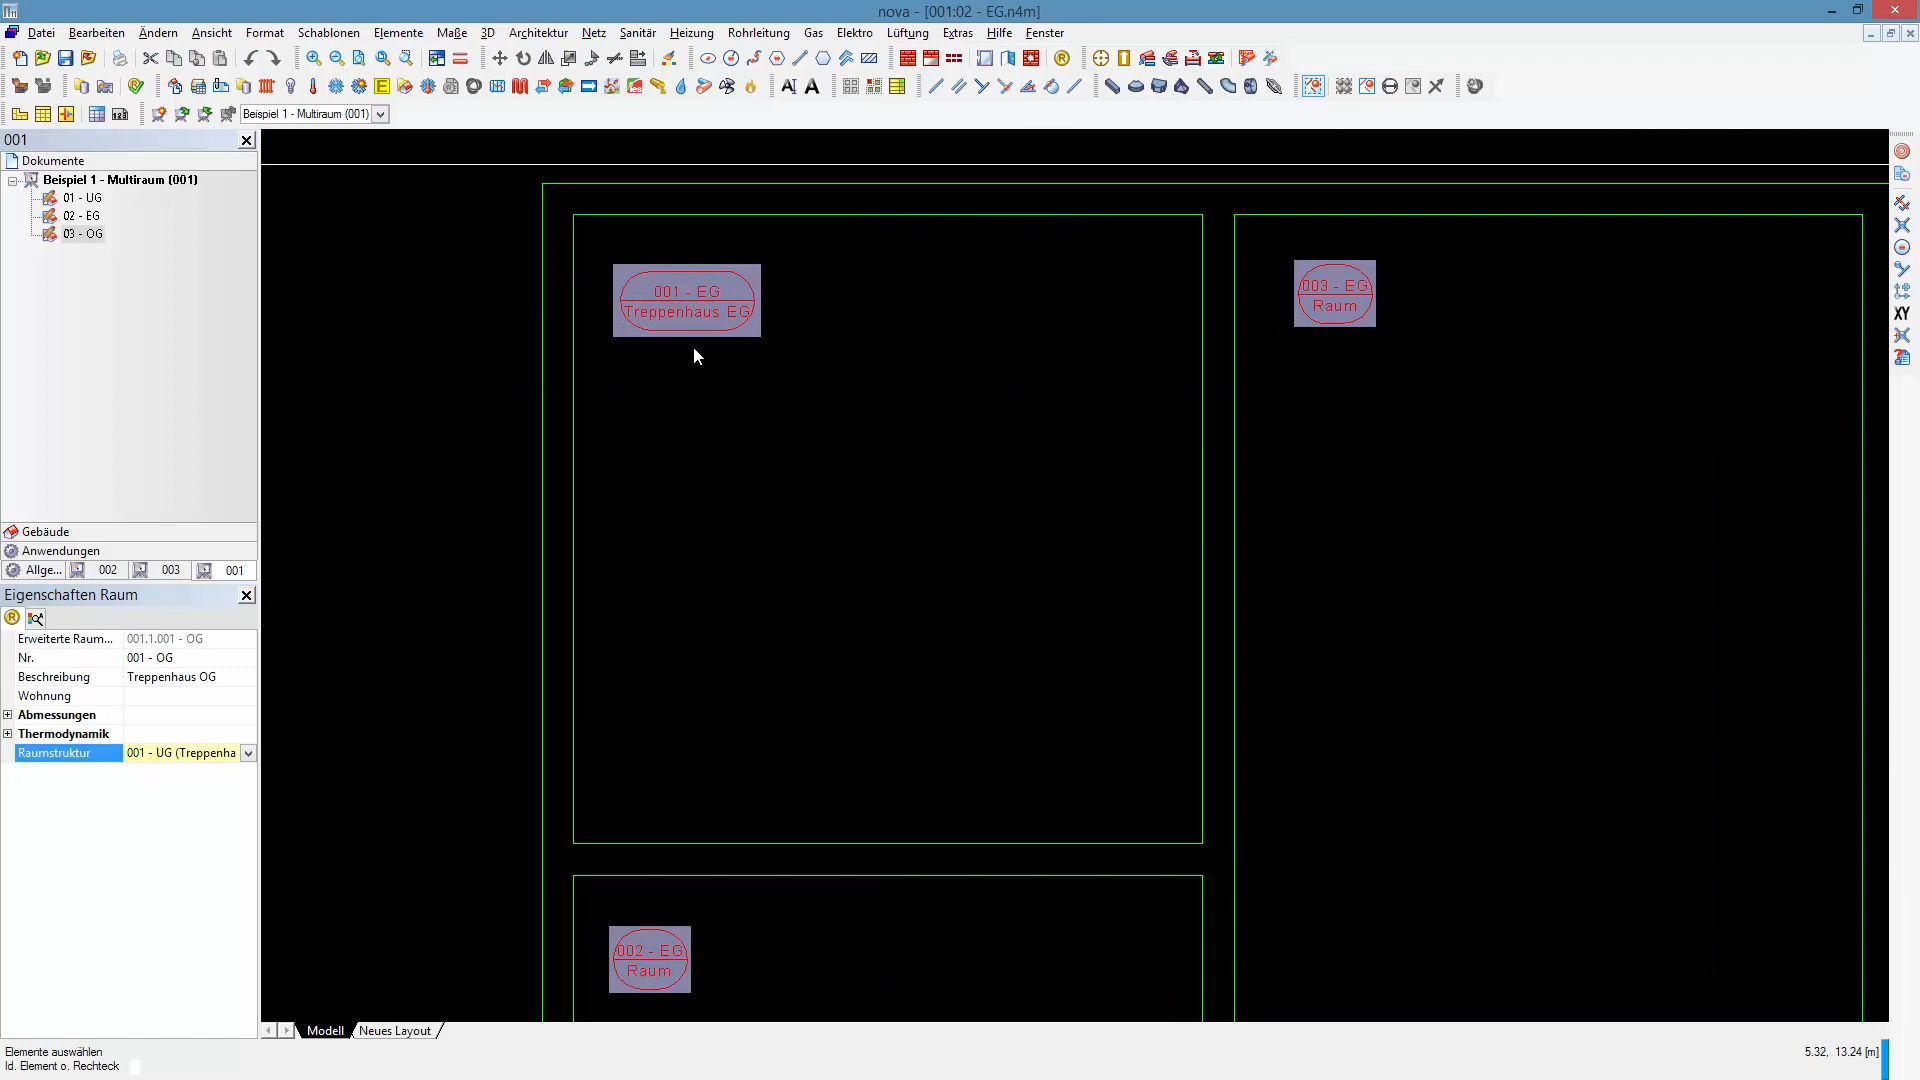 nova - [001:02 - EG.n4m]
Datei Bearbeiten Ändern Ansicht Format Schablonen Elemente Maße 3D Architektur Netz Sanitär Heizung Rohrleitung Gas Elektro Lüftung Extras Hilfe Fenster
Beispiel 1 - Multiraum (001)
001
Dokumente
Beispiel 1 - Multiraum (001)
01 - UG
02 - EG
03 - OG
Gebäude
Anwendungen
Allge... 002 003 001
Eigenschaften Raum
Erweiterte Raum... 001.1.001 - OG
Nr. 001 - OG
Beschreibung Treppenhaus OG
Wohnung
Abmessungen
Thermodynamik
Raumstruktur 001 - UG (Treppenha
001 - EG
Treppenhaus EG
003 - EG
Raum
002 - EG
Raum
XY
Modell Neues Layout
Elemente auswählen
Id. Element o. Rechteck
5.32, 13.24 [m]